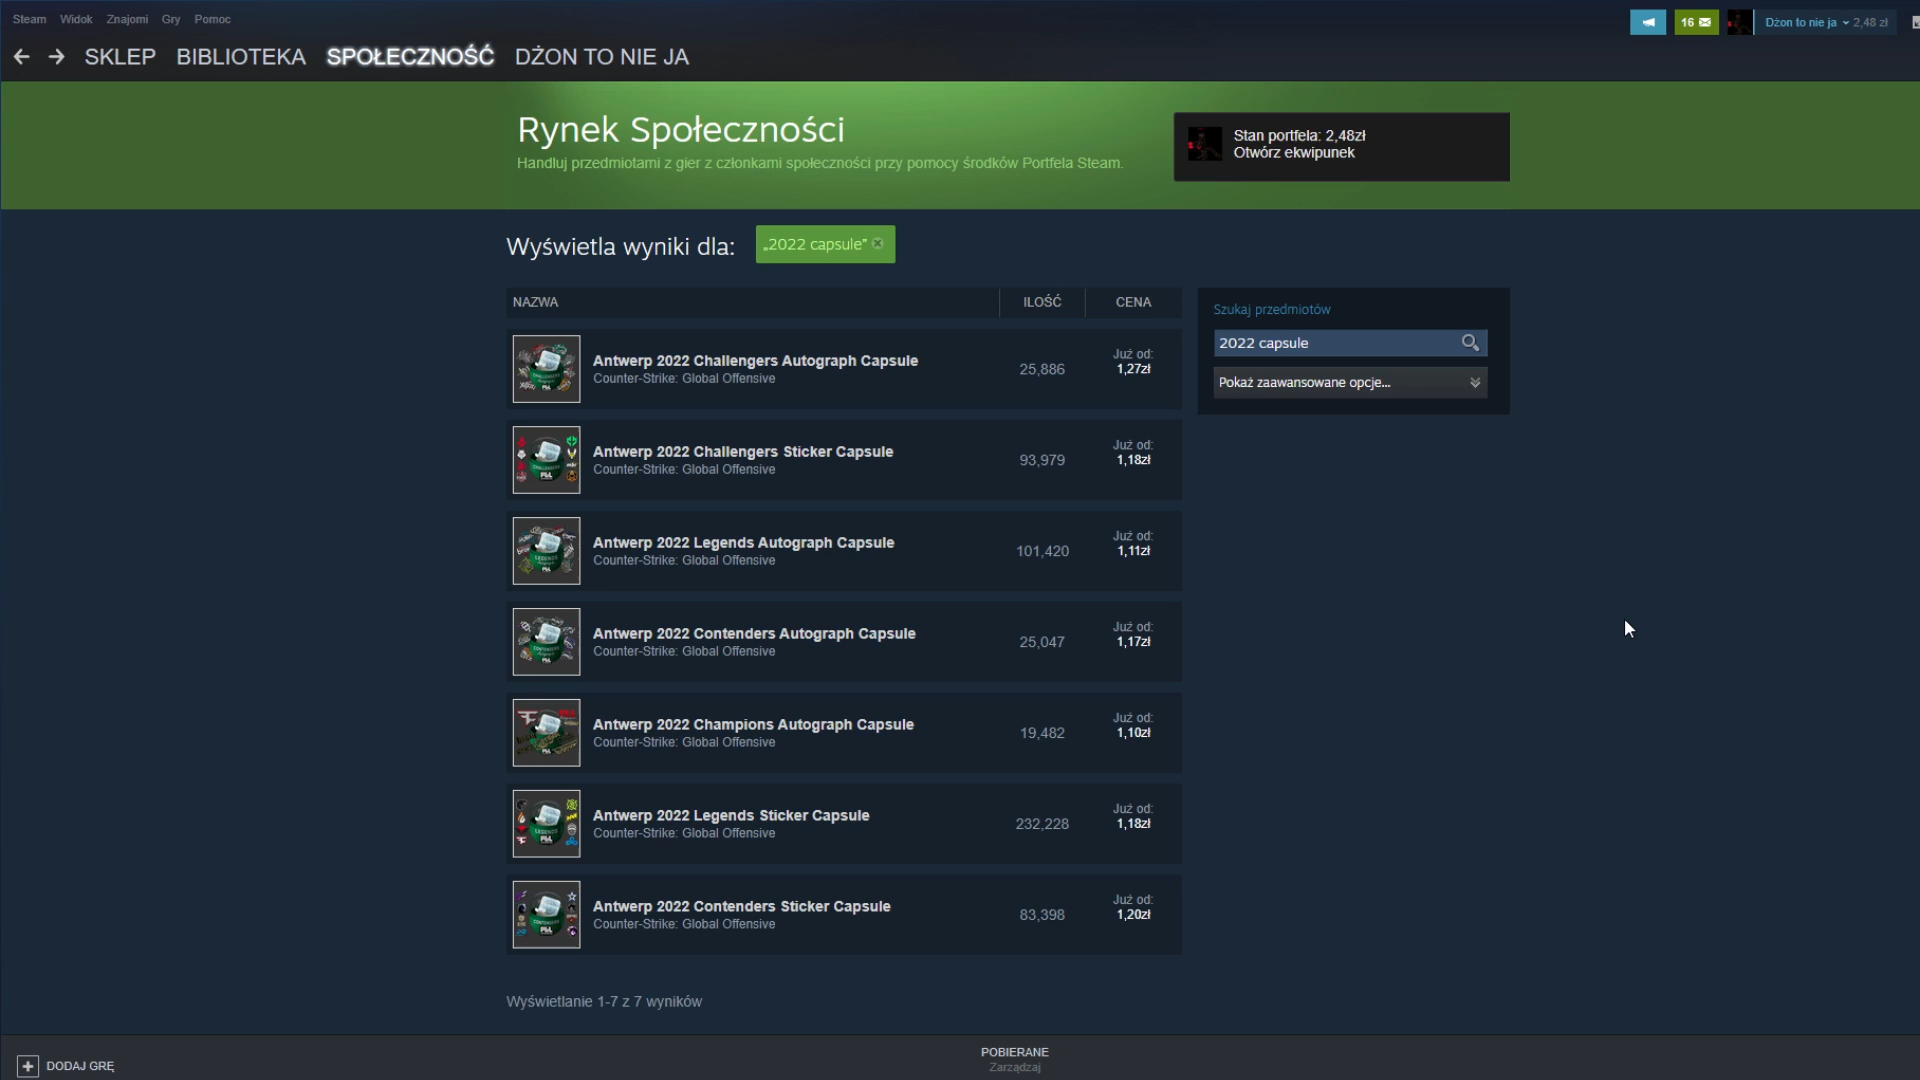 Steam Widok Znajomi Gry Pomoc
16 Dżon to nie ja 2,48 zł
SKLEP BIBLIOTEKA SPOŁECZNOŚĆ DŻON TO NIE JA
Rynek Społeczności
Handluj przedmiotami z gier z członkami społeczności przy pomocy środków Portfela Steam.
Stan portfela: 2,48zł
Otwórz ekwipunek
Wyświetla wyniki dla: „2022 capsule”
NAZWA ILOŚĆ CENA
Antwerp 2022 Challengers Autograph Capsule
Counter-Strike: Global Offensive
25,886
Już od:
1,27zł
Antwerp 2022 Challengers Sticker Capsule
Counter-Strike: Global Offensive
93,979
Już od:
1,18zł
Antwerp 2022 Legends Autograph Capsule
Counter-Strike: Global Offensive
101,420
Już od:
1,11zł
Antwerp 2022 Contenders Autograph Capsule
Counter-Strike: Global Offensive
25,047
Już od:
1,17zł
Antwerp 2022 Champions Autograph Capsule
Counter-Strike: Global Offensive
19,482
Już od:
1,10zł
Antwerp 2022 Legends Sticker Capsule
Counter-Strike: Global Offensive
232,228
Już od:
1,18zł
Antwerp 2022 Contenders Sticker Capsule
Counter-Strike: Global Offensive
83,398
Już od:
1,20zł
Wyświetlanie 1-7 z 7 wyników
Szukaj przedmiotów
2022 capsule
Pokaż zaawansowane opcje...
DODAJ GRĘ
POBIERANE
Zarządzaj